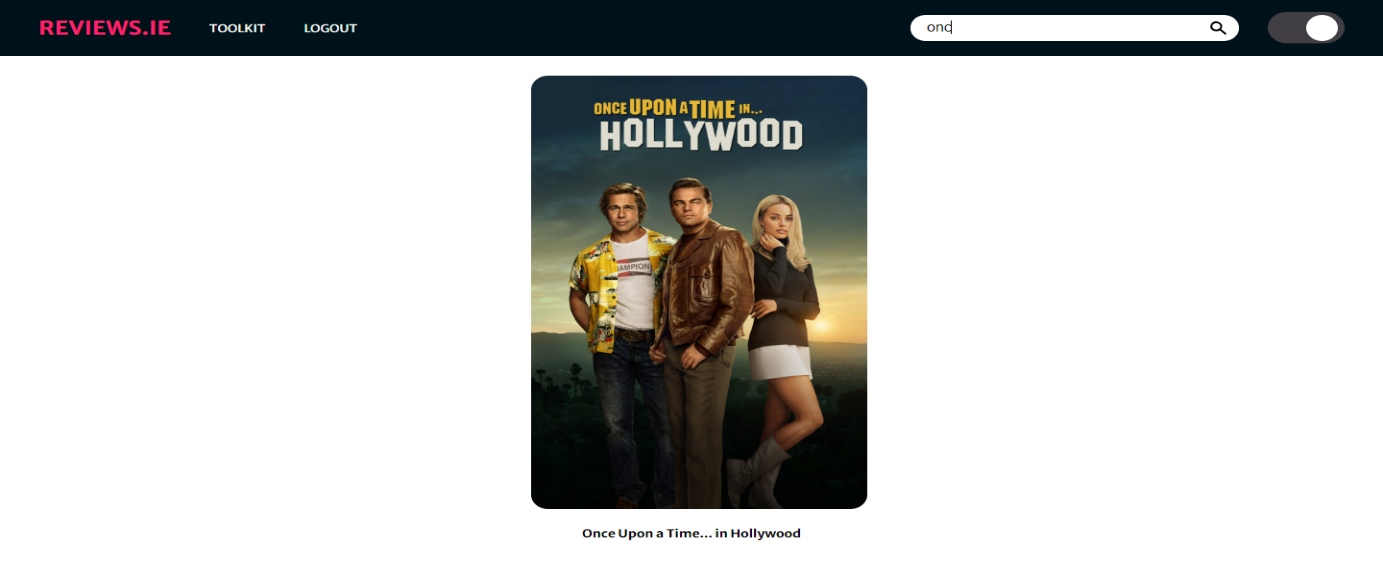 REVIEWS.IE TOOLKIT LOGOUT onc
ONCE UPON A TIME IN...
HOLLYWOOD
CHAMPION
Once Upon a Time... in Hollywood